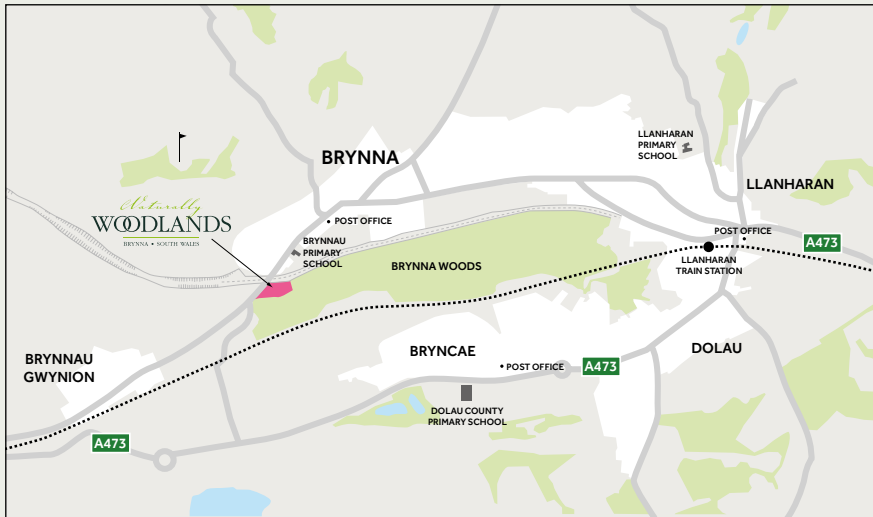 LLANHARAN
PRIMARY
SCHOOL
BRYNNA
LLANHARAN
Naturally
WOODLANDS
BRYNNA • SOUTH WALES
POST OFFICE
BRYNNAU
PRIMARY
SCHOOL
POST OFFICE
A473
LLANHARAN
TRAIN STATION
BRYNNA WOODS
BRYNCAE
DOLAU
BRYNNAU
GWYNION
POST OFFICE
A473
DOLAU COUNTY
PRIMARY SCHOOL
A473